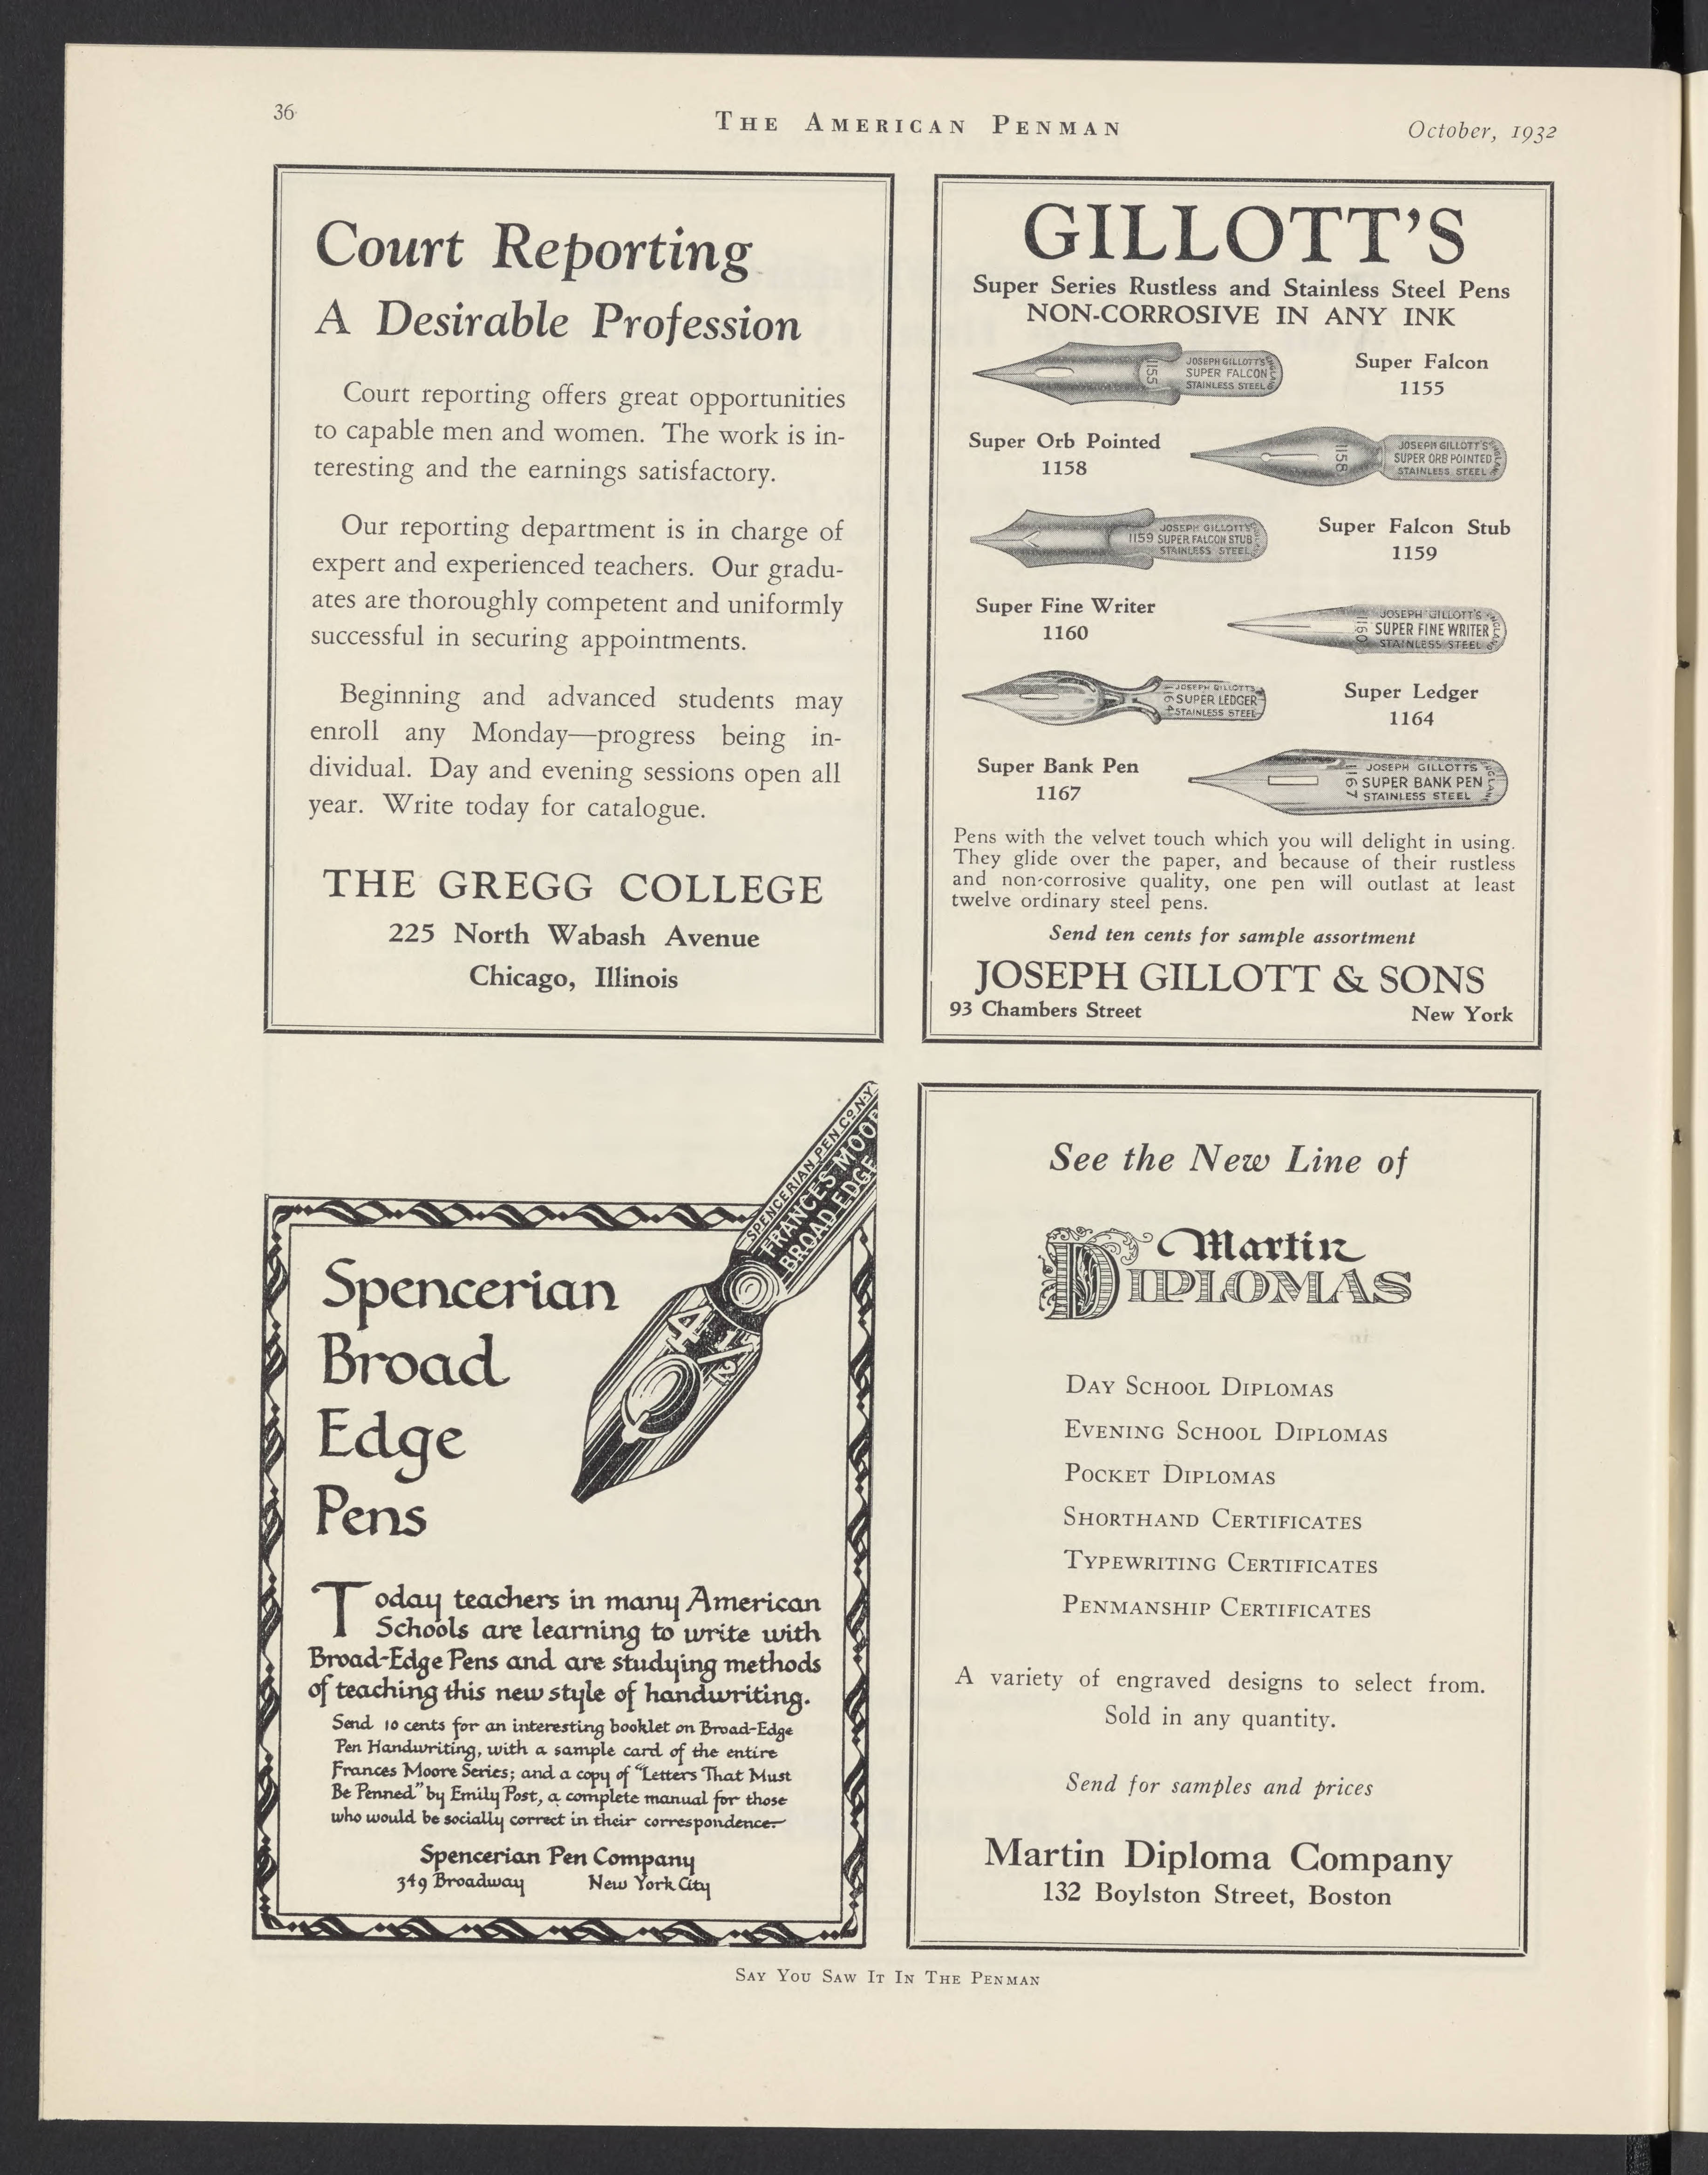 36
THE AMERICAN PENMAN
October, 1932
Court Reporting
A Desirable Profession
Court reporting offers great opportunities
to capable men and women. The work is in-
teresting and the earnings satisfactory.
Our reporting department is in charge of
expert and experienced teachers. Our gradu-
ates are thoroughly competent and uniformly
successful in securing appointments.
Beginning and advanced students may
enroll any Monday—progress being in-
dividual. Day and evening sessions open all
year. Write today for catalogue.
THE GREGG COLLEGE
225 North Wabash Avenue
Chicago, Illinois
GILLOTT'S
Super Series Rustless and Stainless Steel Pens
NON-CORROSIVE IN ANY INK
1155
JOSEPH GILLOTT'S
SUPER FALCON
STAINLESS STEEL
ENGLAND
Super Falcon
1155
Super Orb Pointed
1158
1158
JOSEPH GILLOTT'S
SUPER ORB POINTED
STAINLESS STEEL
ENGLAND
JOSEPH GILLOTT'S
1159 SUPER FALCON STUB
STAINLESS STEEL
Super Falcon Stub
1159
Super Fine Writer
1160
1160
JOSEPH GILLOTT'S
SUPER FINE WRITER
STAINLESS STEEL
ENGLAND
1164
JOSEPH GILLOTT'S
SUPER LEDGER
STAINLESS STEEL
Super Ledger
1164
Super Bank Pen
1167
1167
JOSEPH GILLOTT'S
SUPER BANK PEN
STAINLESS STEEL
ENGLAND
Pens with the velvet touch which you will delight in using.
They glide over the paper, and because of their rustless
and non-corrosive quality, one pen will outlast at least
twelve ordinary steel pens.
Send ten cents for sample assortment
JOSEPH GILLOTT & SONS
93 Chambers Street New York
SPENCERIAN PEN CO. N.Y.
FRANCES MOOR
BROAD EDGE
4 1/2
Spencerian
Broad
Edge
Pens
Today teachers in many American
Schools are learning to write with
Broad-Edge Pens and are studying methods
of teaching this new style of handwriting.
Send 10 cents for an interesting booklet on Broad-Edge
Pen Handwriting, with a sample card of the entire
Frances Moore Series; and a copy of "Letters That Must
Be Penned" by Emily Post, a complete manual for those
who would be socially correct in their correspondence.
Spencerian Pen Company
349 Broadway New York City
See the New Line of
Martin
DIPLOMAS
DAY SCHOOL DIPLOMAS
EVENING SCHOOL DIPLOMAS
POCKET DIPLOMAS
SHORTHAND CERTIFICATES
TYPEWRITING CERTIFICATES
PENMANSHIP CERTIFICATES
A variety of engraved designs to select from.
Sold in any quantity.
Send for samples and prices
Martin Diploma Company
132 Boylston Street, Boston
SAY YOU SAW IT IN THE PENMAN